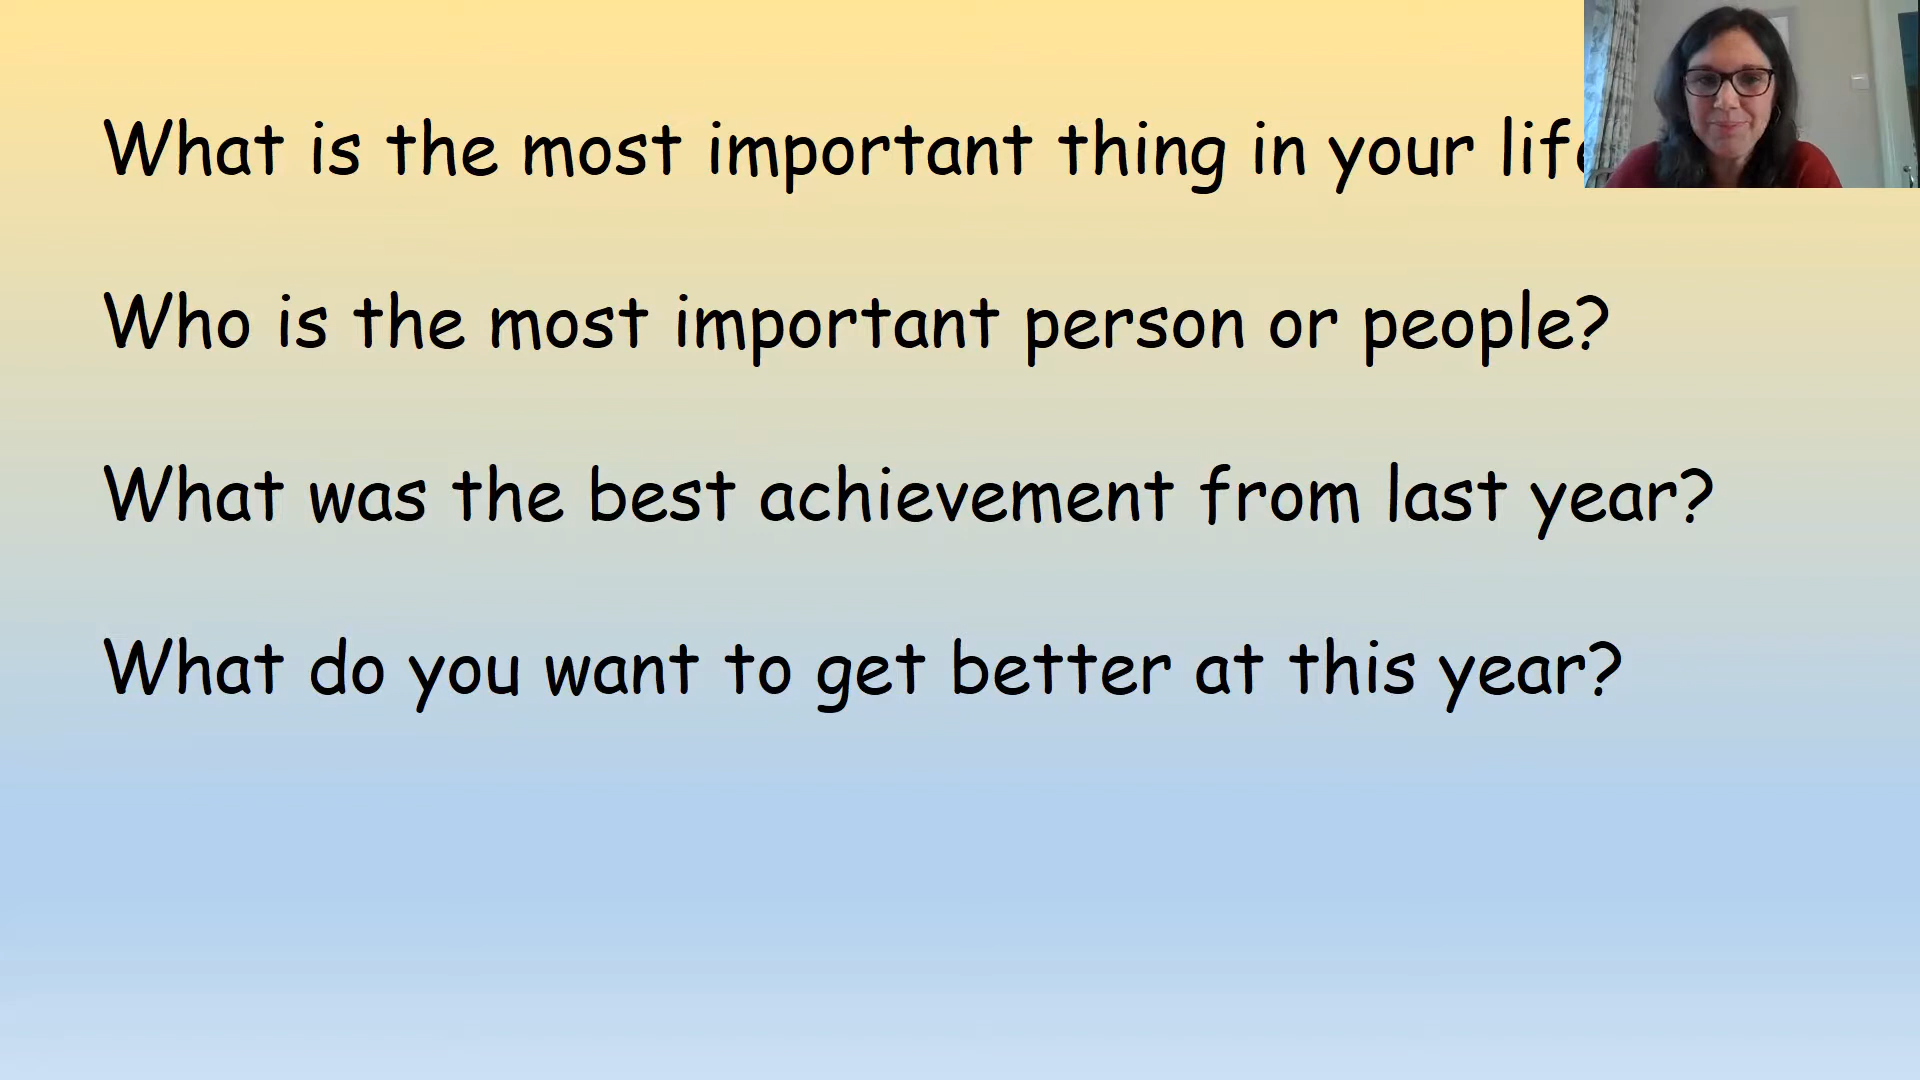 What is the most important thing in your life
Who is the most important person or people?
What was the best achievement from last year?
What do you want to get better at this year?